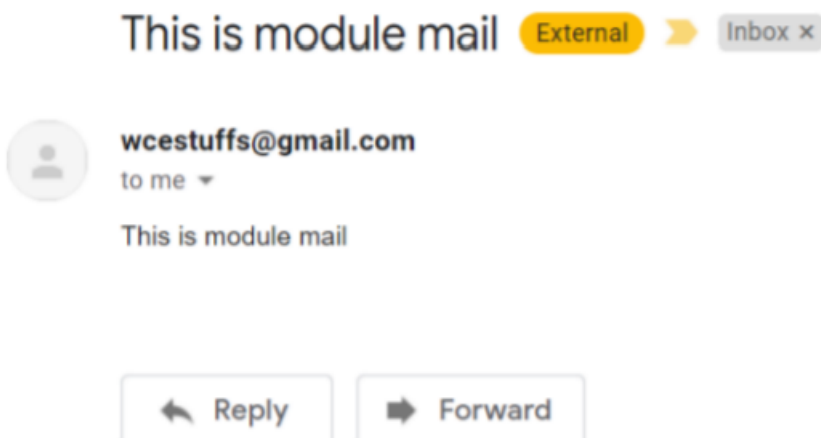 This is module mail External Inbox ×
wcestuffs@gmail.com
to me
This is module mail
Reply Forward